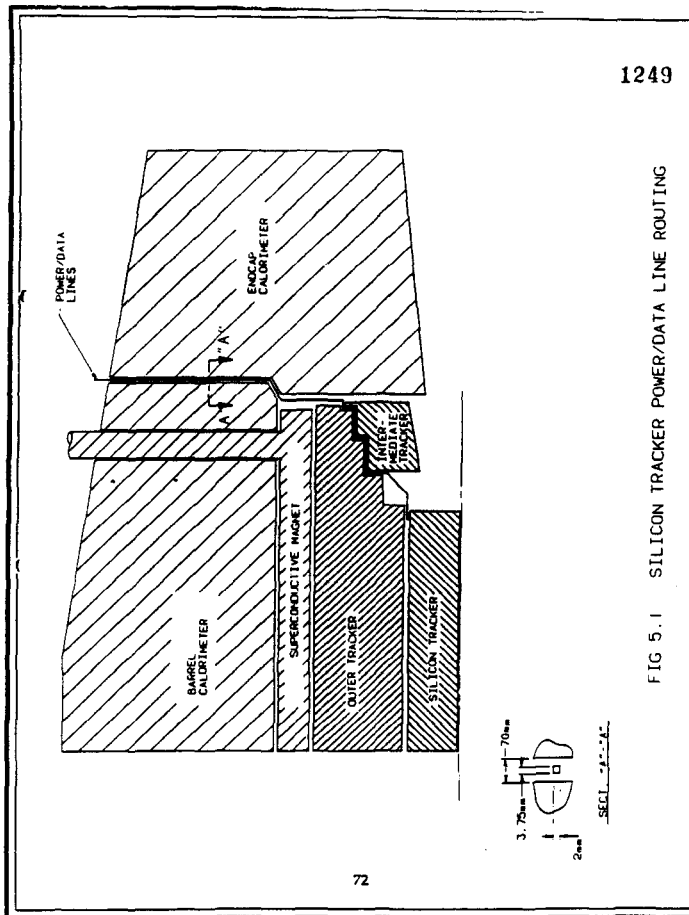 1249
POWER/DATA
LINES
ENDCAP
CALORIMETER
"A"
A
BARREL
CALORIMETER
SUPERCONDUCTIVE MAGNET
OUTER TRACKER
INTER-
MEDIATE
TRACKER
SILICON TRACKER
3.75mm
70mm
2mm
SECT. "A"-"A"
FIG 5.1 SILICON TRACKER POWER/DATA LINE ROUTING
72